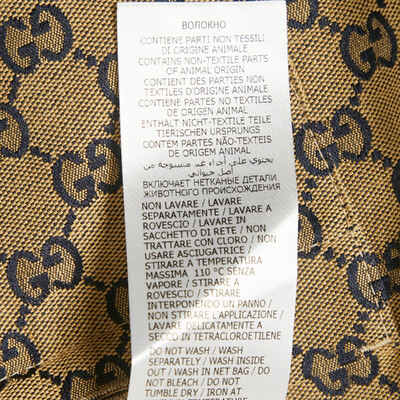 ВОЛОКНО
CONTIENE PARTI NON TESSILI
DI ORIGINE ANIMALE
CONTAINS NON-TEXTILE PARTS
OF ANIMAL ORIGIN
CONTIENT DES PARTIES NON
TEXTILES D'ORIGINE ANIMALE
CONTIENE PARTES NO TEXTILES
DE ORIGEN ANIMAL
ENTHÄLT NICHT-TEXTILE TEILE
TIERISCHEN URSPRUNGS
CONTÉM PARTES NÃO-TÊXTEIS
DE ORIGEM ANIMAL
يحتوي على أجزاء غير منسوجة من
أصل حيواني
ВКЛЮЧАЕТ НЕТКАНЫЕ ДЕТАЛИ
ЖИВОТНОГО ПРОИСХОЖДЕНИЯ
NON LAVARE / LAVARE
SEPARATAMENTE / LAVARE A
ROVESCIO / LAVARE IN
SACCHETTO DI RETE / NON
TRATTARE CON CLORO / NON
USARE ASCIUGATRICE /
STIRARE A TEMPERATURA
MASSIMA 110 °C SENZA
VAPORE / STIRARE A
ROVESCIO / STIRARE
INTERPONENDO UN PANNO /
NON STIRARE L'APPLICAZIONE /
LAVARE DELICATAMENTE A
SECCO IN TETRACLOROETILENE
DO NOT WASH / WASH
SEPARATELY / WASH INSIDE
OUT / WASH IN NET BAG / DO
NOT BLEACH / DO NOT
TUMBLE DRY / IRON AT